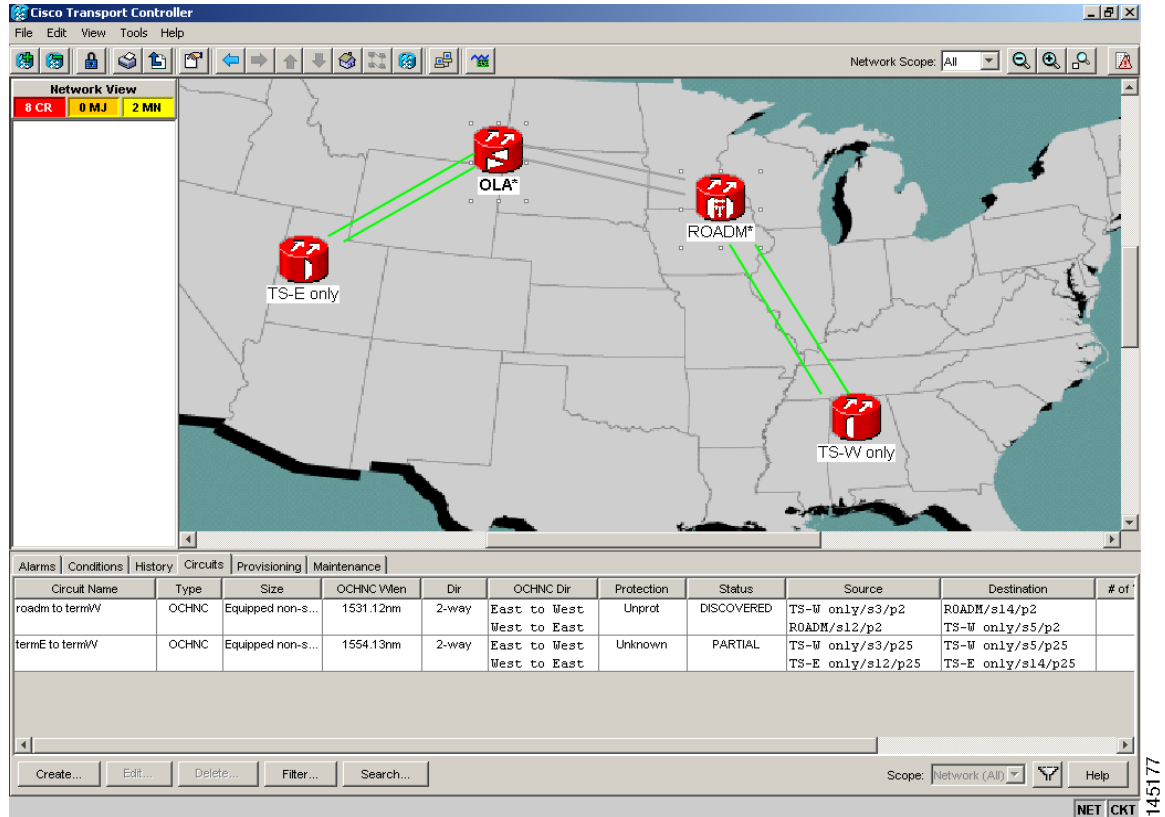 Cisco Transport Controller
File Edit View Tools Help
Network Scope: All
Network View
8 CR 0 MJ 2 MN
OLA*
ROADM*
TS-E only
TS-W only
Alarms Conditions History Circuits Provisioning Maintenance
Circuit Name Type Size OCHNC Wlen Dir OCHNC Dir Protection Status Source Destination # of
roadm to termW OCHNC Equipped non-s... 1531.12nm 2-way East to West Unprot DISCOVERED TS-W only/s3/p2 ROADM/s14/p2
West to East ROADM/s12/p2 TS-W only/s5/p2
termE to termW OCHNC Equipped non-s... 1554.13nm 2-way East to West Unknown PARTIAL TS-W only/s3/p25 TS-W only/s5/p25
West to East TS-E only/s12/p25 TS-E only/s14/p25
Create... Edit... Delete... Filter... Search... Scope: Network (All) Help
NET CKT
145177